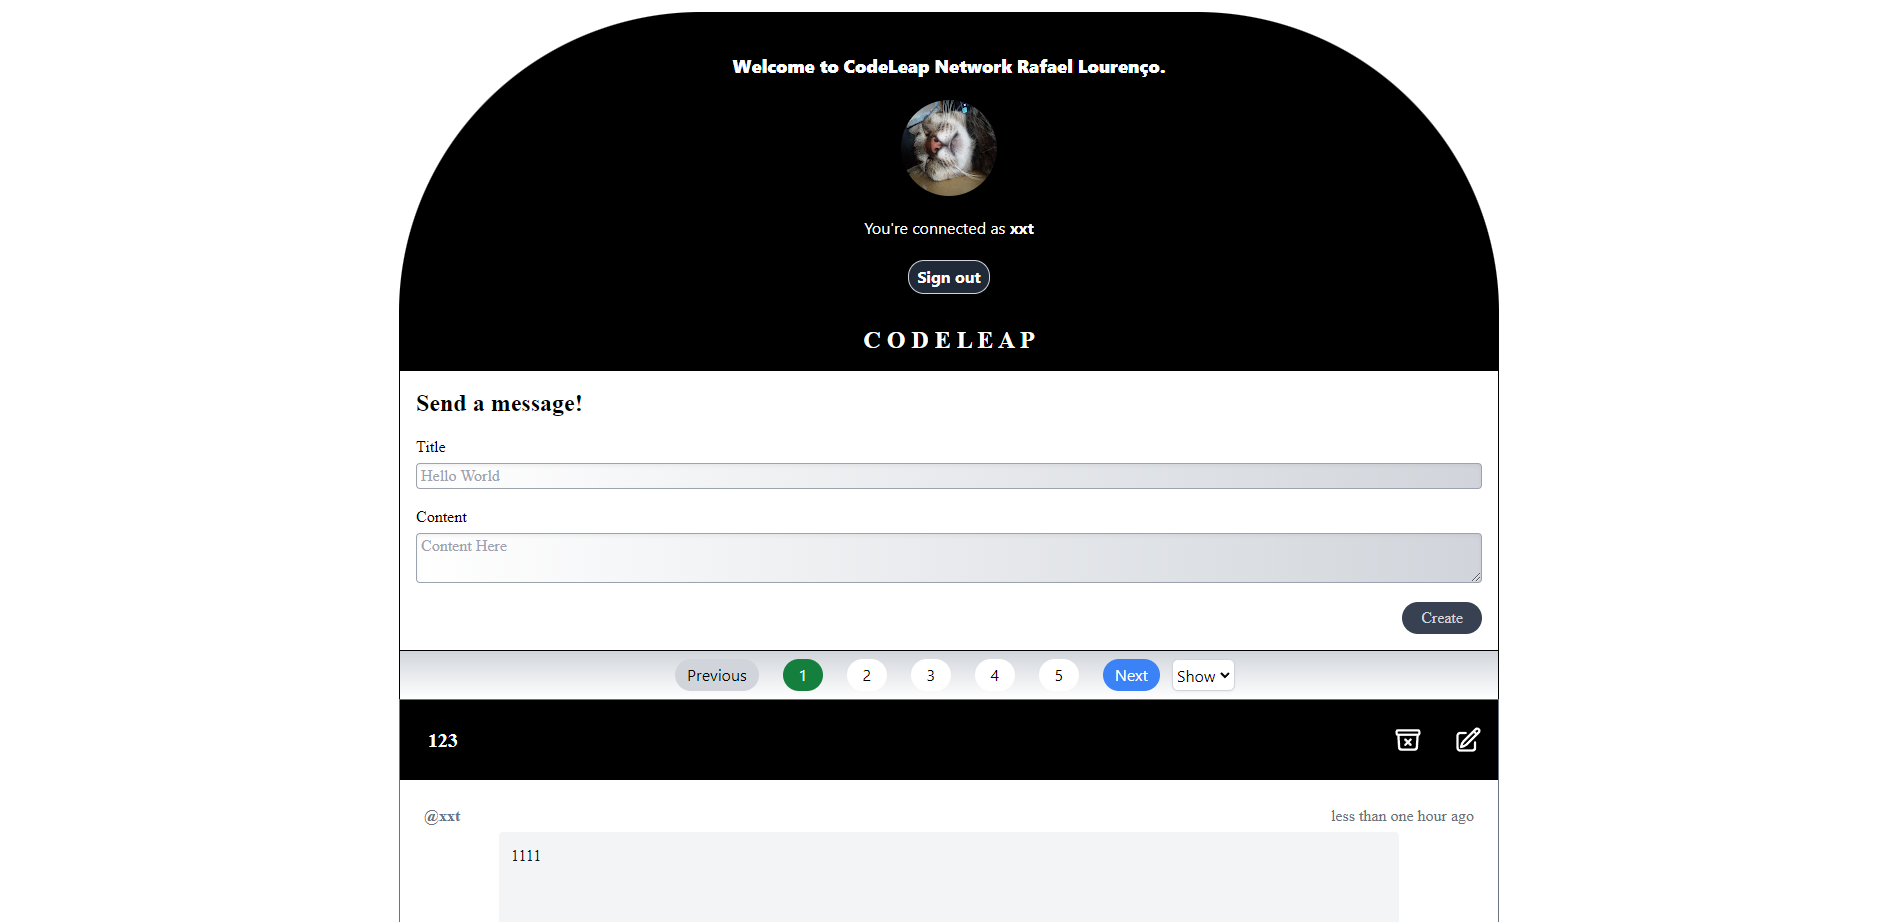 Welcome to CodeLeap Network Rafael Lourenço.
You're connected as xxt
Sign out
CODELEAP
Send a message!
Title
Hello World
Content
Content Here
Create
Previous 1 2 3 4 5 Next Show
123
@xxt less than one hour ago
1111